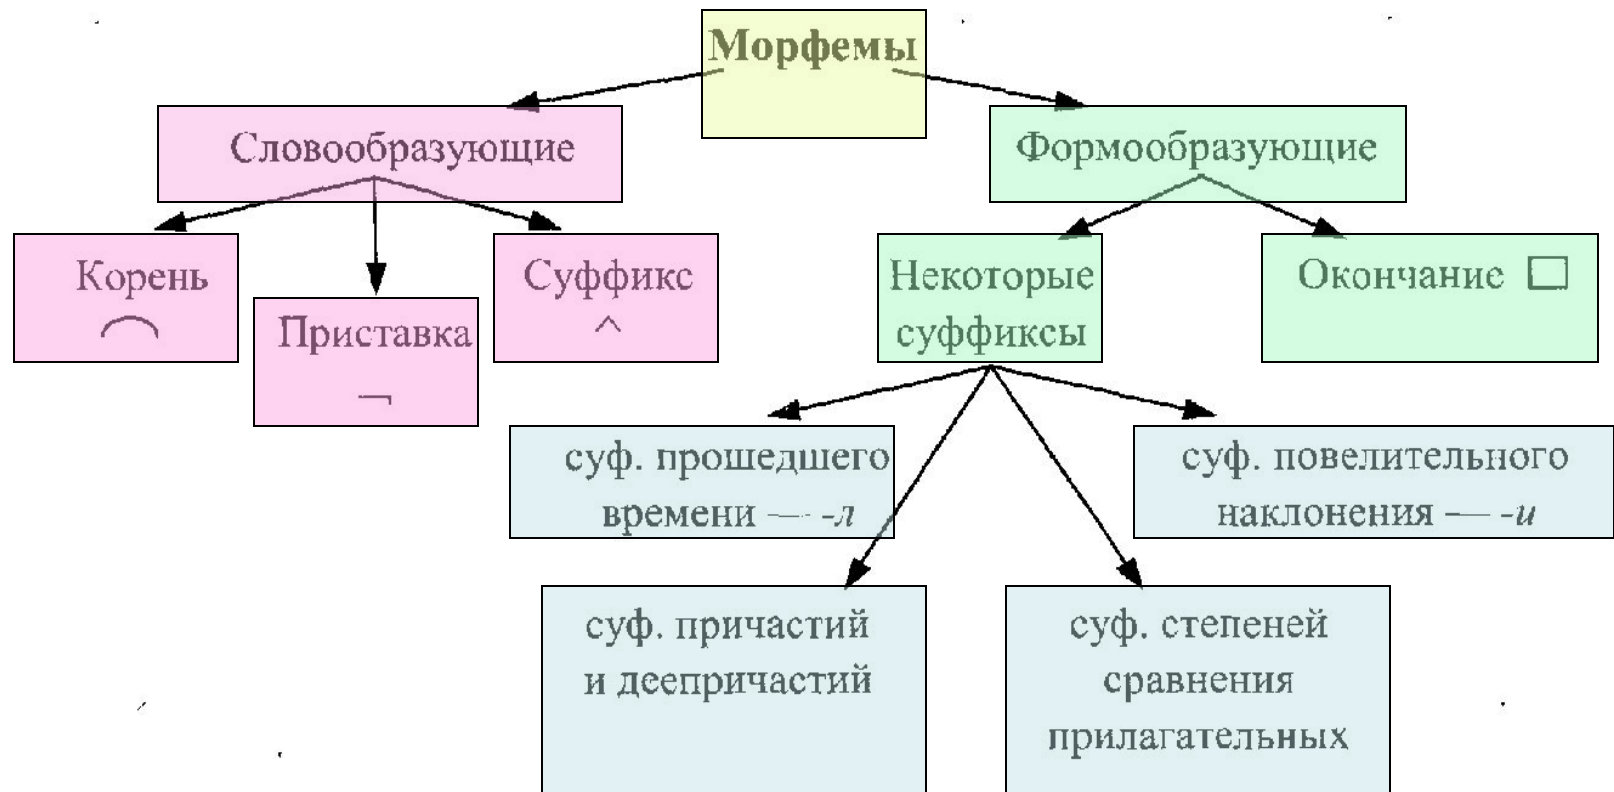 Морфемы
Словообразующие
Формообразующие
Корень
Приставка
Суффикс
Некоторые
суффиксы
Окончание
суф. прошедшего
времени — -л
суф. повелительного
наклонения — -и
суф. причастий
и деепричастий
суф. степеней
сравнения
прилагательных